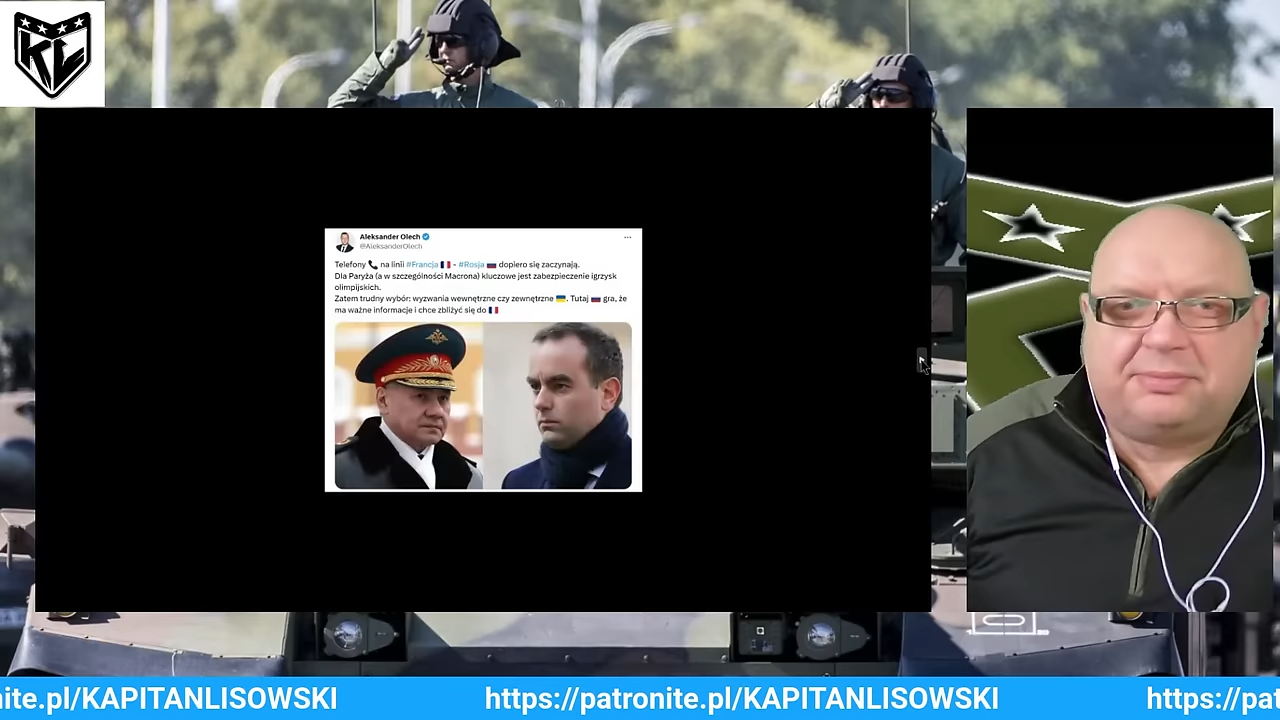 KL
Aleksander Olech
@AleksanderOlech
Telefony 📞 na linii #Francja 🇫🇷 - #Rosja 🇷🇺 dopiero się zaczynają.
Dla Paryża (a w szczególności Macrona) kluczowe jest zabezpieczenie igrzysk
olimpijskich.
Zatem trudny wybór: wyzwania wewnętrzne czy zewnętrzne 🇺🇦. Tutaj 🇷🇺 gra, że
ma ważne informacje i chce zbliżyć się do 🇫🇷
nite.pl/KAPITANLISOWSKI https://patronite.pl/KAPITANLISOWSKI https://pat